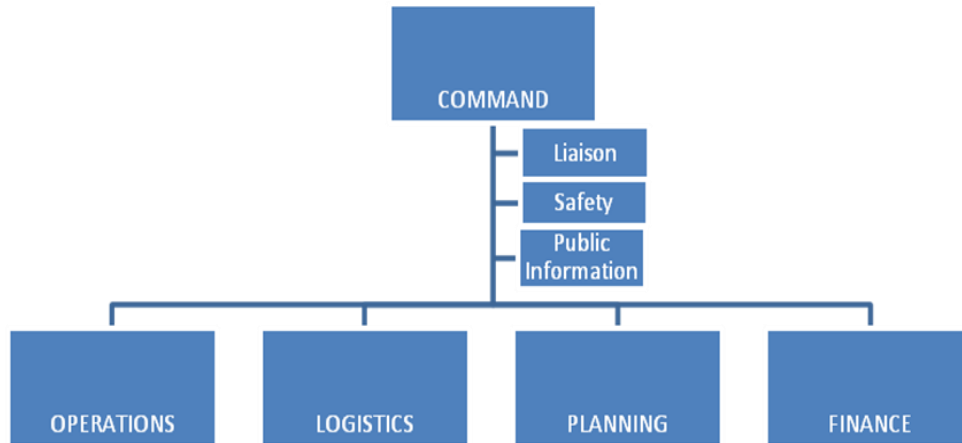 COMMAND
Liaison
Safety
Public
Information
OPERATIONS
LOGISTICS
PLANNING
FINANCE